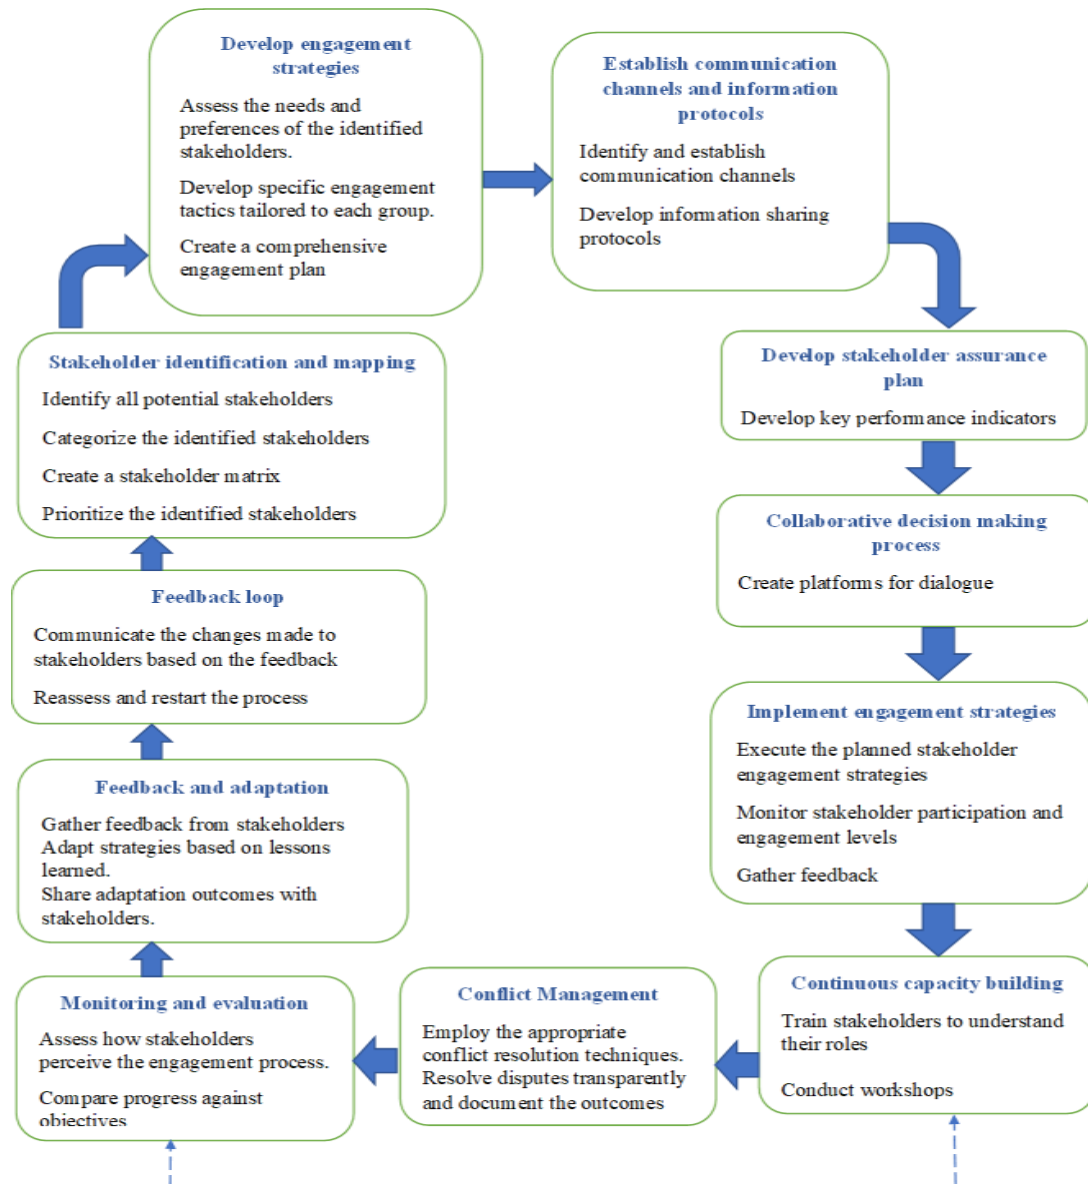 Develop engagement
strategies
Assess the needs and
preferences of the identified
stakeholders.
Develop specific engagement
tactics tailored to each group.
Create a comprehensive
engagement plan
Establish communication
channels and information
protocols
Identify and establish
communication channels
Develop information sharing
protocols
Develop stakeholder assurance
plan
Develop key performance indicators
Collaborative decision making
process
Create platforms for dialogue
Implement engagement strategies
Execute the planned stakeholder
engagement strategies
Monitor stakeholder participation and
engagement levels
Gather feedback
Continuous capacity building
Train stakeholders to understand
their roles
Conduct workshops
Conflict Management
Employ the appropriate
conflict resolution techniques.
Resolve disputes transparently
and document the outcomes
Monitoring and evaluation
Assess how stakeholders
perceive the engagement process.
Compare progress against
objectives
Feedback and adaptation
Gather feedback from stakeholders
Adapt strategies based on lessons
learned.
Share adaptation outcomes with
stakeholders.
Feedback loop
Communicate the changes made to
stakeholders based on the feedback
Reassess and restart the process
Stakeholder identification and mapping
Identify all potential stakeholders
Categorize the identified stakeholders
Create a stakeholder matrix
Prioritize the identified stakeholders